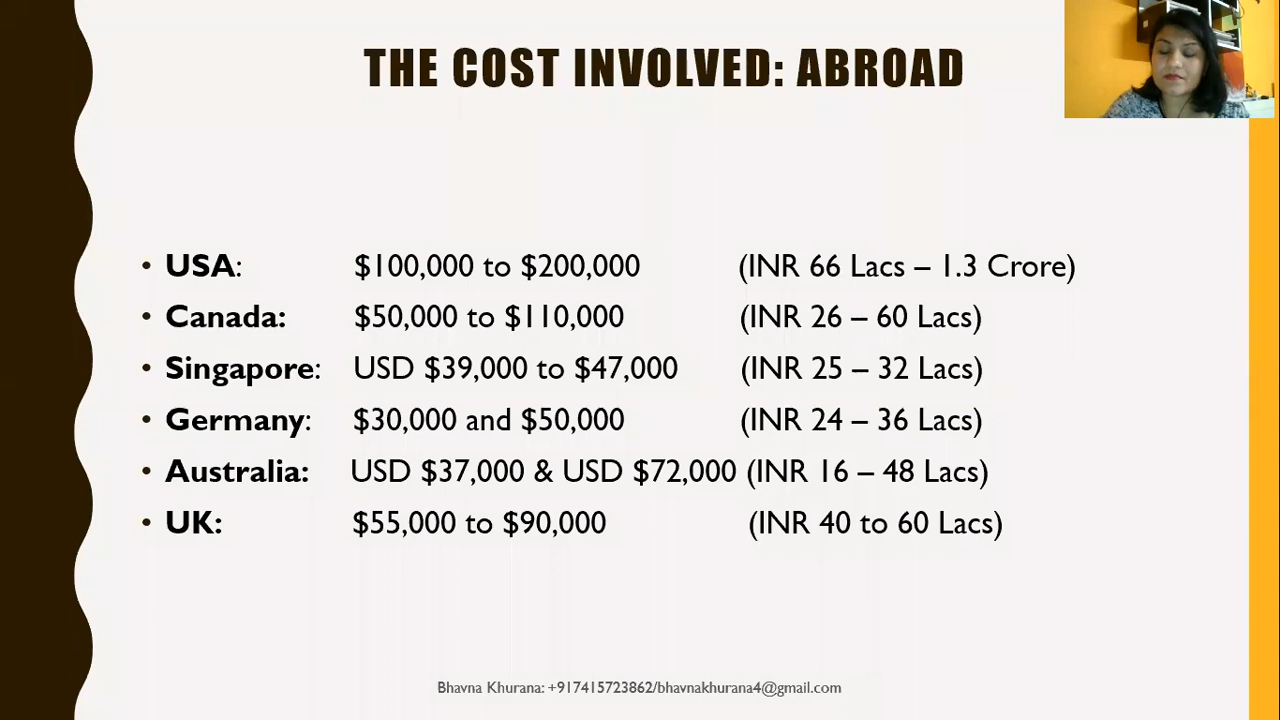 THE COST INVOLVED: ABROAD
• USA: $100,000 to $200,000 (INR 66 Lacs – 1.3 Crore)
• Canada: $50,000 to $110,000 (INR 26 – 60 Lacs)
• Singapore: USD $39,000 to $47,000 (INR 25 – 32 Lacs)
• Germany: $30,000 and $50,000 (INR 24 – 36 Lacs)
• Australia: USD $37,000 & USD $72,000 (INR 16 – 48 Lacs)
• UK: $55,000 to $90,000 (INR 40 to 60 Lacs)
Bhavna Khurana: +917415723862/bhavnakhurana4@gmail.com